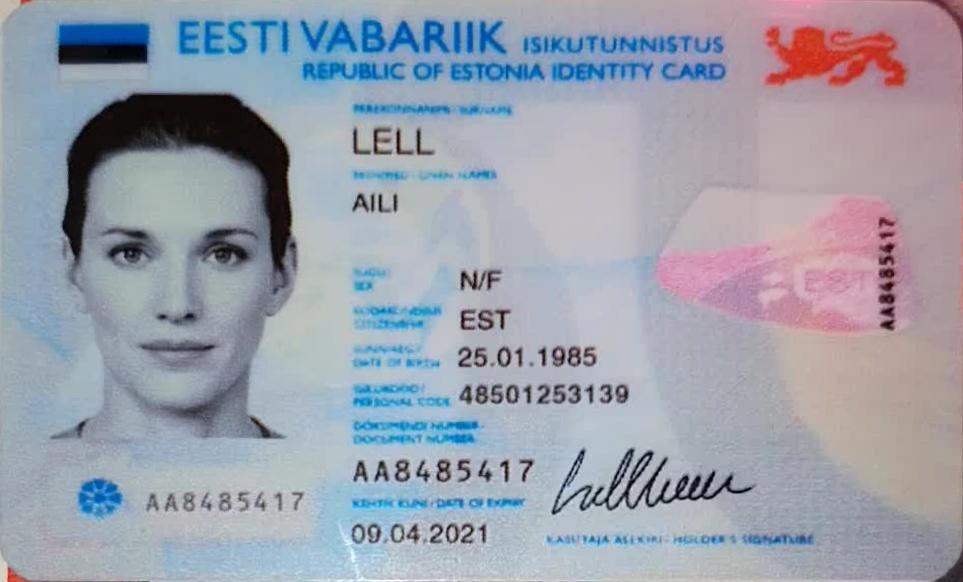 EESTI VABARIIK ISIKUTUNNISTUS
REPUBLIC OF ESTONIA IDENTITY CARD
PEREKONNANIMI / SURNAME
LELL
EESNIMED / GIVEN NAMES
AILI
SUGU/
SEX
N/F
KODAKONDSUS/
CITIZENSHIP
EST
SÜNNIAEG/
DATE OF BIRTH
25.01.1985
ISIKUKOOD/
PERSONAL CODE
48501253139
DOKUMENDI NUMBER
DOCUMENT NUMBER
AA8485417
KEHTIV KUNI / DATE OF EXPIRY
09.04.2021
KASUTAJA ALLKIRI - HOLDER'S SIGNATURE
AA8485417
EST
AA8485417